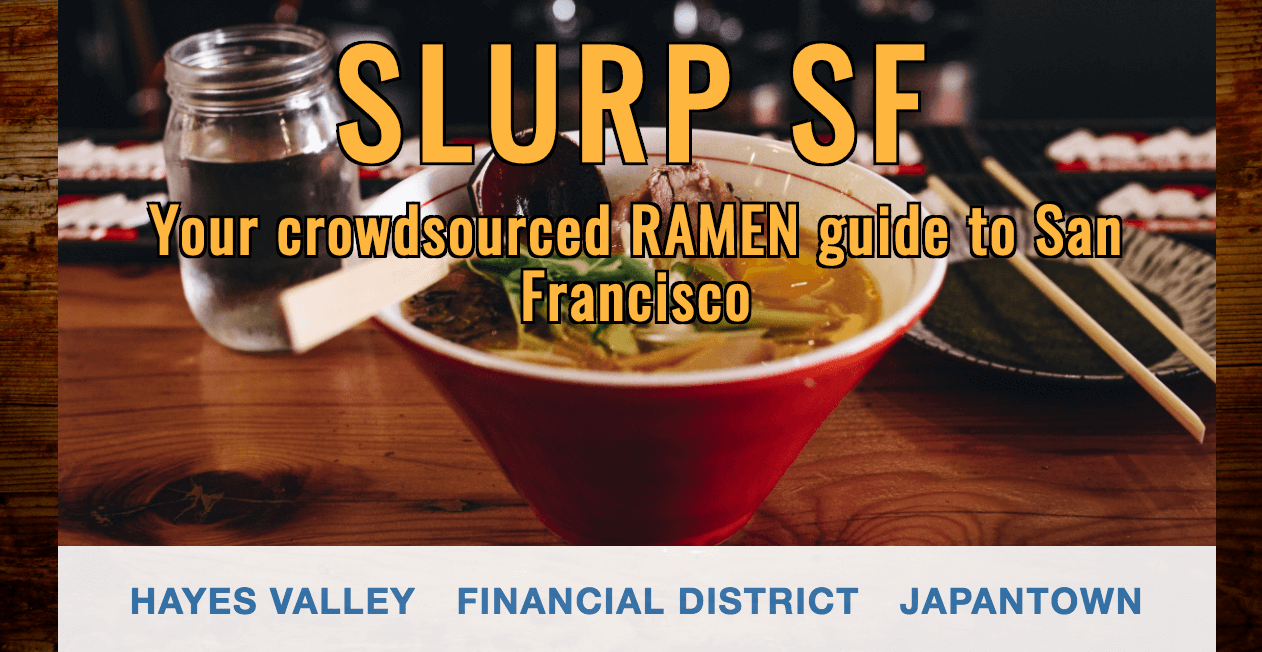 SLURP SF
Your crowdsourced RAMEN guide to San
Francisco
HAYES VALLEY FINANCIAL DISTRICT JAPANTOWN